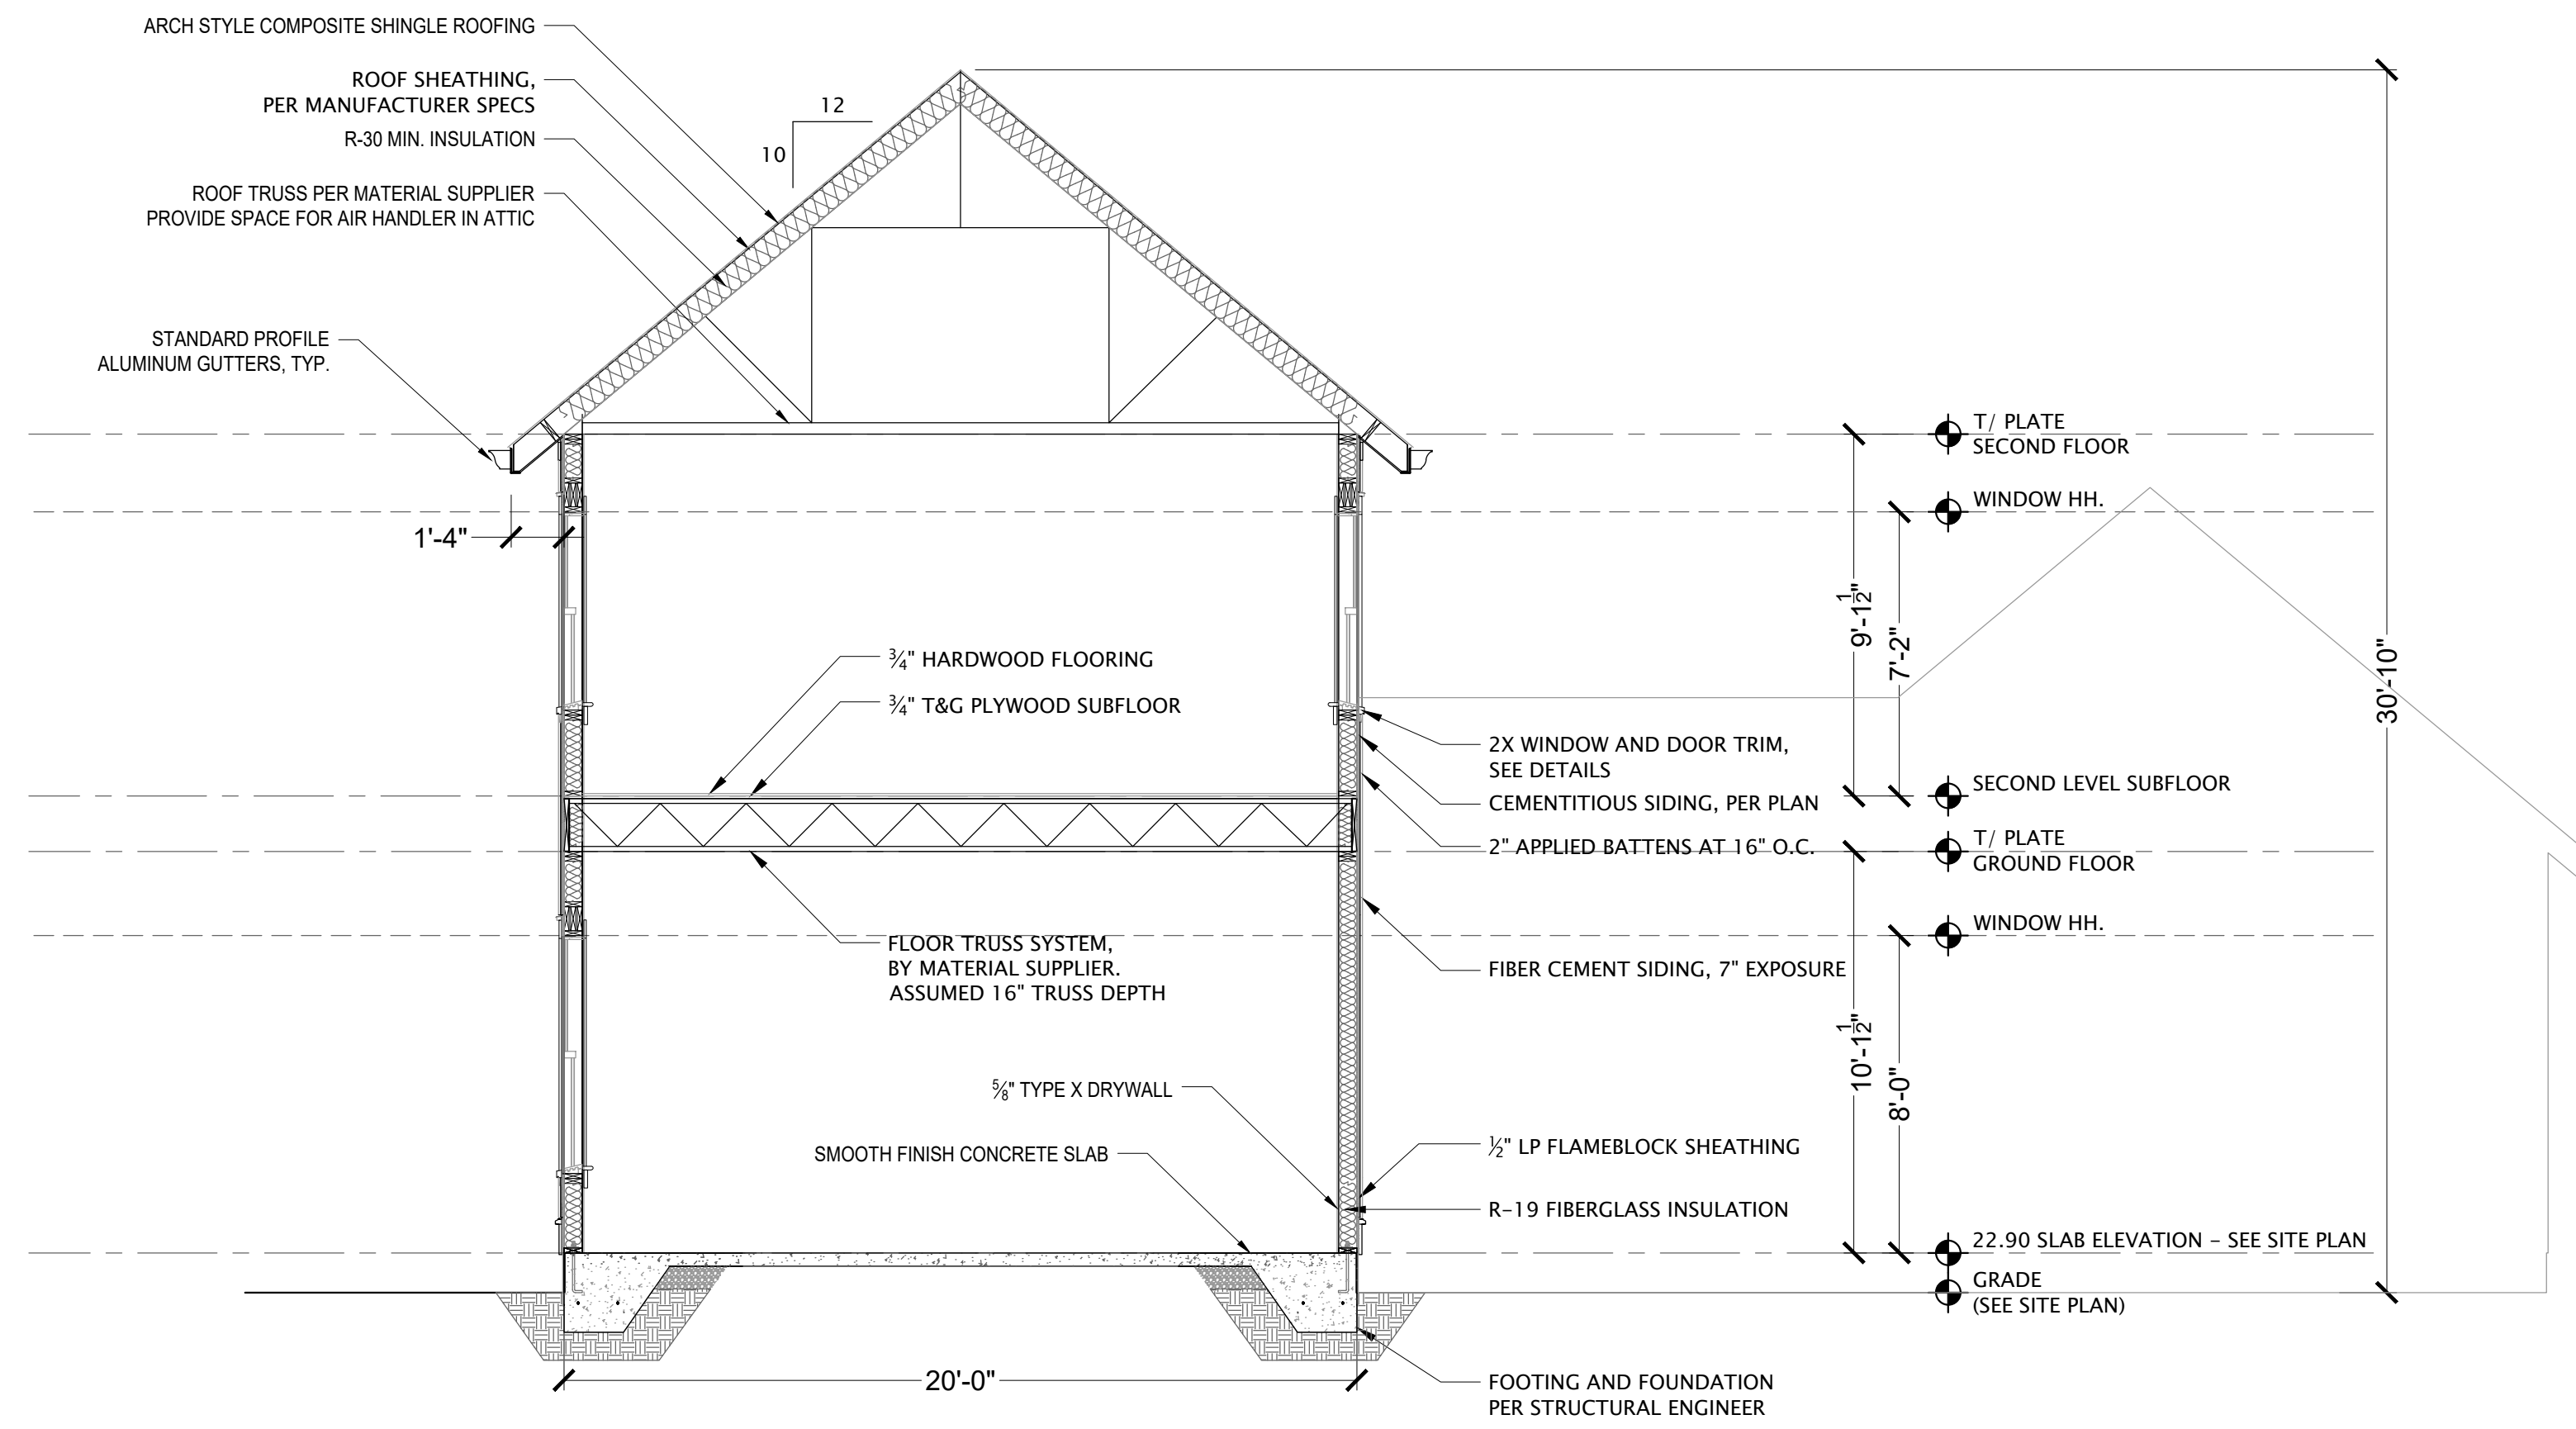 ARCH STYLE COMPOSITE SHINGLE ROOFING
ROOF SHEATHING,
PER MANUFACTURER SPECS
R-30 MIN. INSULATION
ROOF TRUSS PER MATERIAL SUPPLIER
PROVIDE SPACE FOR AIR HANDLER IN ATTIC
STANDARD PROFILE
ALUMINUM GUTTERS, TYP.
12
10
1'-4"
¾" HARDWOOD FLOORING
¾" T&G PLYWOOD SUBFLOOR
FLOOR TRUSS SYSTEM,
BY MATERIAL SUPPLIER.
ASSUMED 16" TRUSS DEPTH
⅝" TYPE X DRYWALL
SMOOTH FINISH CONCRETE SLAB
20'-0"
2X WINDOW AND DOOR TRIM,
SEE DETAILS
CEMENTITIOUS SIDING, PER PLAN
2" APPLIED BATTENS AT 16" O.C.
FIBER CEMENT SIDING, 7" EXPOSURE
½" LP FLAMEBLOCK SHEATHING
R-19 FIBERGLASS INSULATION
FOOTING AND FOUNDATION
PER STRUCTURAL ENGINEER
9'-1½"
7'-2"
10'-1½"
8'-0"
30'-10"
T/ PLATE
SECOND FLOOR
WINDOW HH.
SECOND LEVEL SUBFLOOR
T/ PLATE
GROUND FLOOR
WINDOW HH.
22.90 SLAB ELEVATION - SEE SITE PLAN
GRADE
(SEE SITE PLAN)